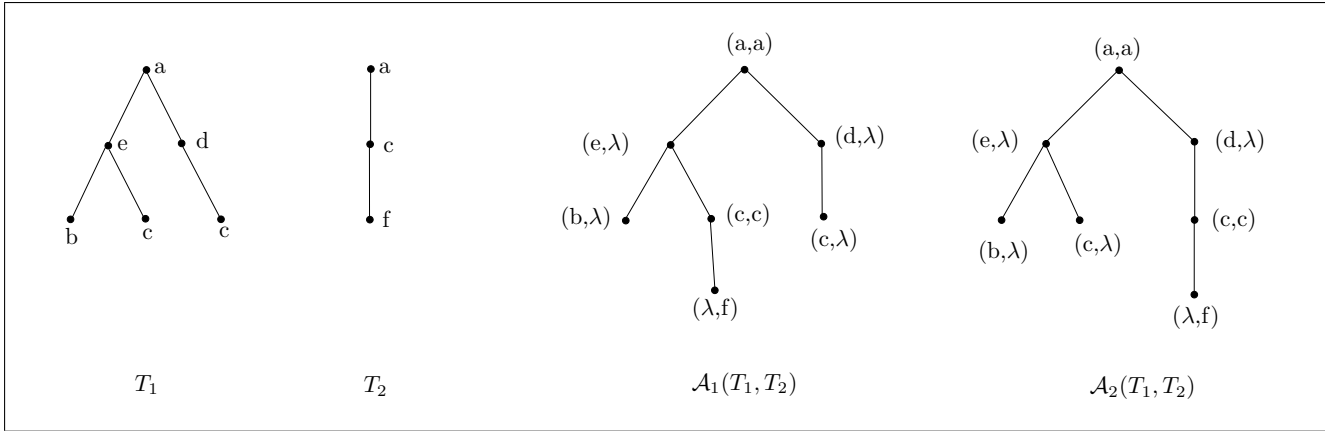 a
e
d
b
c
c
T₁
a
c
f
T₂
(a,a)
(e,λ)
(d,λ)
(b,λ)
(c,c)
(c,λ)
(λ,f)
𝒜₁(T₁, T₂)
(a,a)
(e,λ)
(d,λ)
(b,λ)
(c,λ)
(c,c)
(λ,f)
𝒜₂(T₁, T₂)